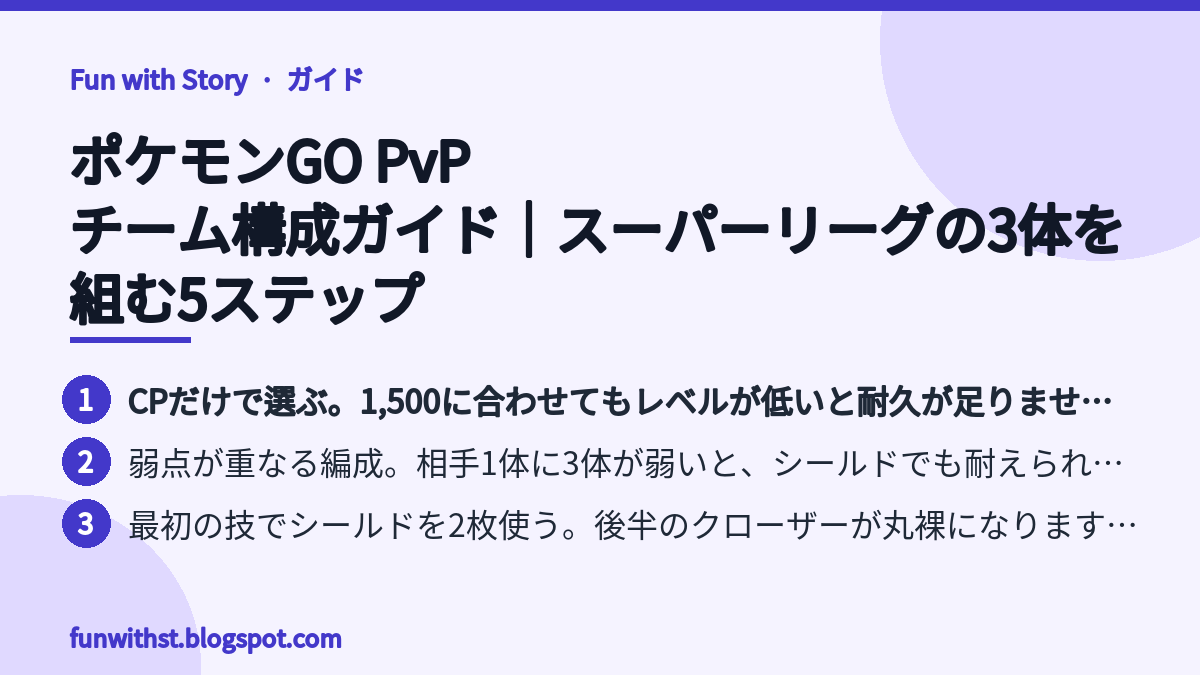 Fun with Story ・ ガイド
ポケモンGO PvP
チーム構成ガイド｜スーパーリーグの3体を
組む5ステップ
1 CPだけで選ぶ。1,500に合わせてもレベルが低いと耐久が足りませ…
2 弱点が重なる編成。相手1体に3体が弱いと、シールドでも耐えられ…
3 最初の技でシールドを2枚使う。後半のクローザーが丸裸になります…
funwithst.blogspot.com